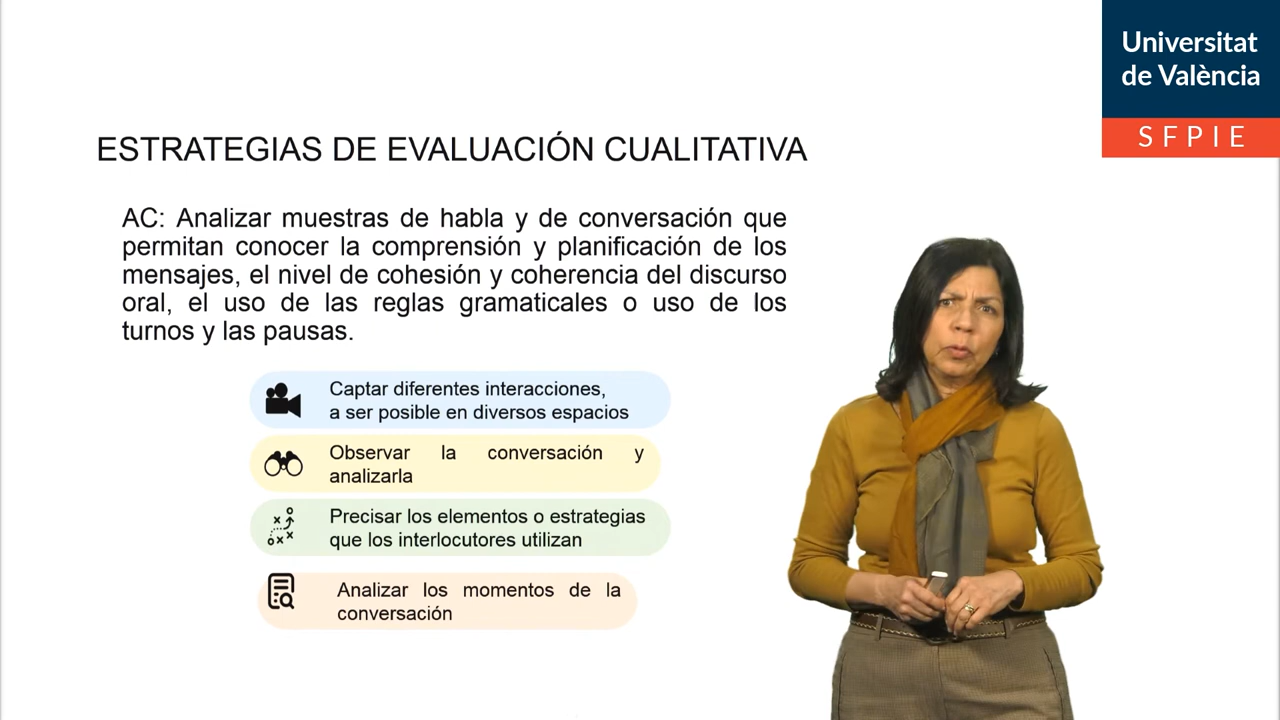 Universitat
de València
SFPIE
ESTRATEGIAS DE EVALUACIÓN CUALITATIVA
AC: Analizar muestras de habla y de conversación que
permitan conocer la comprensión y planificación de los
mensajes, el nivel de cohesión y coherencia del discurso
oral, el uso de las reglas gramaticales o uso de los
turnos y las pausas.
Captar diferentes interacciones,
a ser posible en diversos espacios
Observar la conversación y
analizarla
Precisar los elementos o estrategias
que los interlocutores utilizan
Analizar los momentos de la
conversación